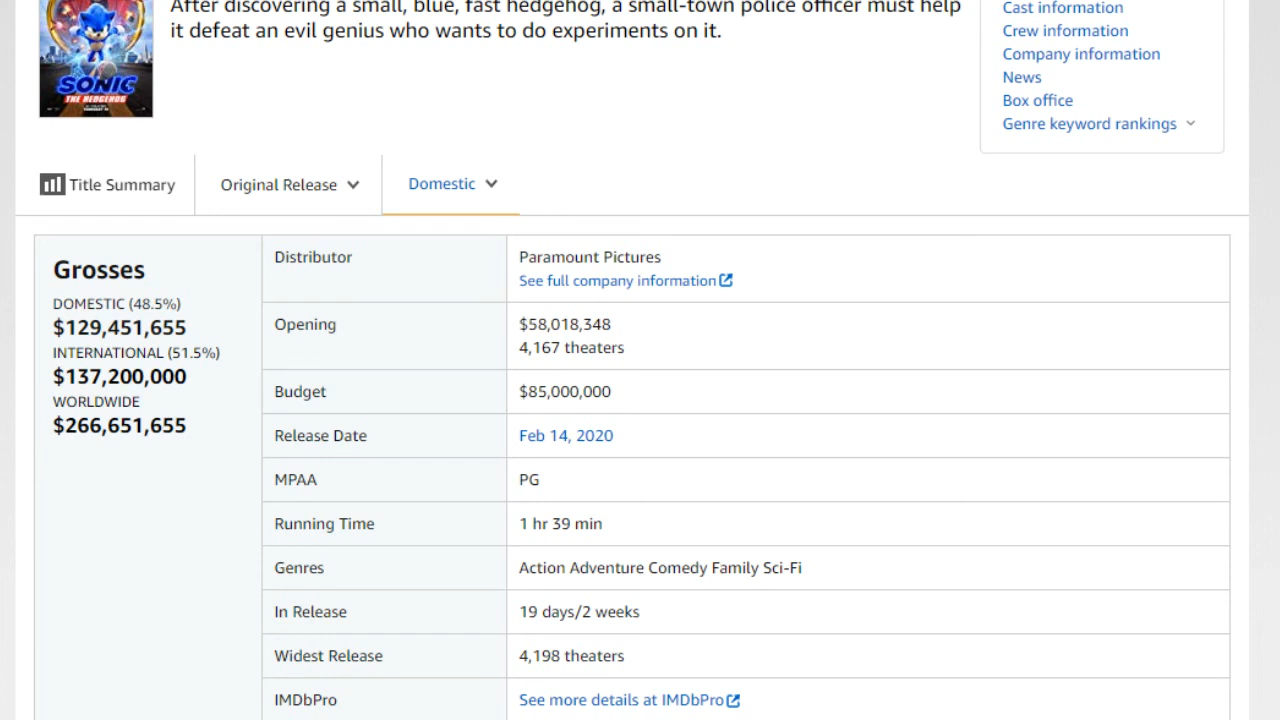 After discovering a small, blue, fast hedgehog, a small-town police officer must help
it defeat an evil genius who wants to do experiments on it.
SONIC
THE HEDGEHOG
Cast information
Crew information
Company information
News
Box office
Genre keyword rankings
Title Summary
Original Release
Domestic
Grosses
DOMESTIC (48.5%)
$129,451,655
INTERNATIONAL (51.5%)
$137,200,000
WORLDWIDE
$266,651,655
Distributor
Paramount Pictures
See full company information
Opening
$58,018,348
4,167 theaters
Budget
$85,000,000
Release Date
Feb 14, 2020
MPAA
PG
Running Time
1 hr 39 min
Genres
Action Adventure Comedy Family Sci-Fi
In Release
19 days/2 weeks
Widest Release
4,198 theaters
IMDbPro
See more details at IMDbPro